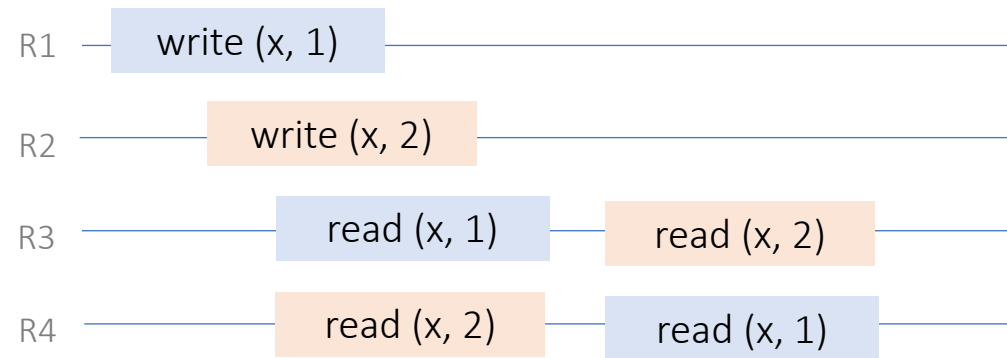 R1 write (x, 1)
R2 write (x, 2)
R3 read (x, 1) read (x, 2)
R4 read (x, 2) read (x, 1)